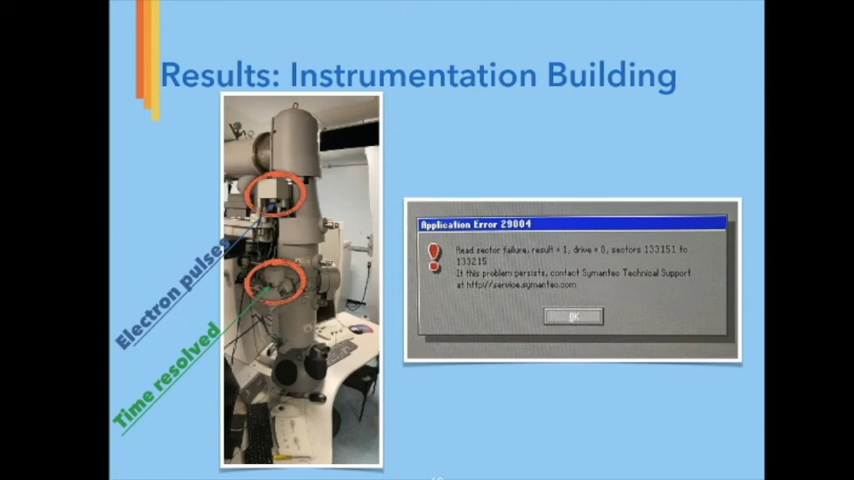 Results: Instrumentation Building
Electron pulses
Time resolved
Application Error 29004
Read sector failure, result = 1, drive = 0, sectors 133151 to
133215
If this problem persists, contact Symantec Technical Support
at http://service.symantec.com
OK